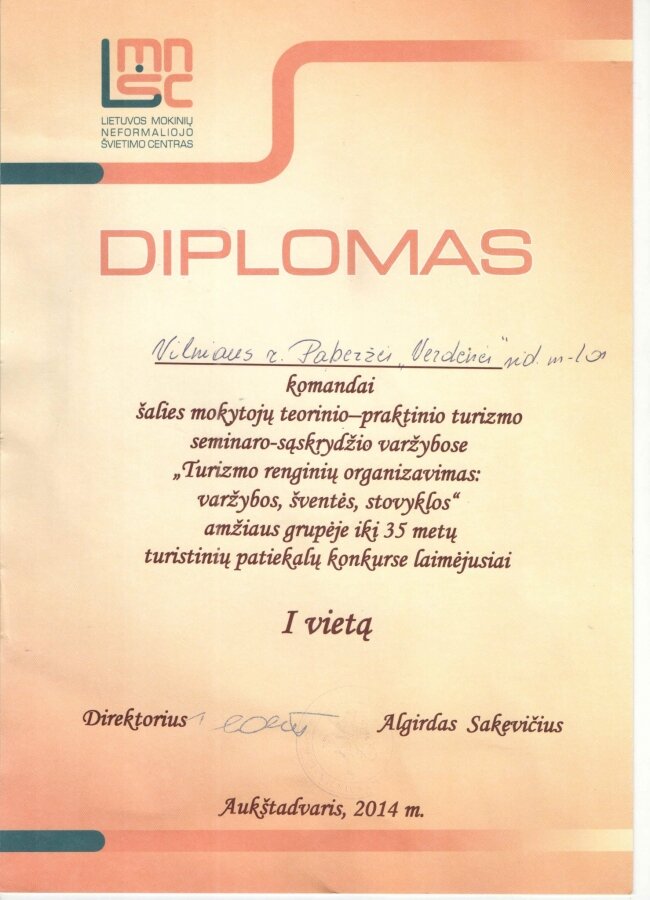 LMNŠC
LIETUVOS MOKINIŲ
NEFORMALIOJO
ŠVIETIMO CENTRAS
DIPLOMAS
Vilniaus r. Paberžės „Verdenės" vid. m-los
komandai
šalies mokytojų teorinio–praktinio turizmo
seminaro-sąskrydžio varžybose
„Turizmo renginių organizavimas:
varžybos, šventės, stovyklos“
amžiaus grupėje iki 35 metų
turistinių patiekalų konkurse laimėjusiai
I vietą
Direktorius Algirdas Sakevičius
Aukštadvaris, 2014 m.